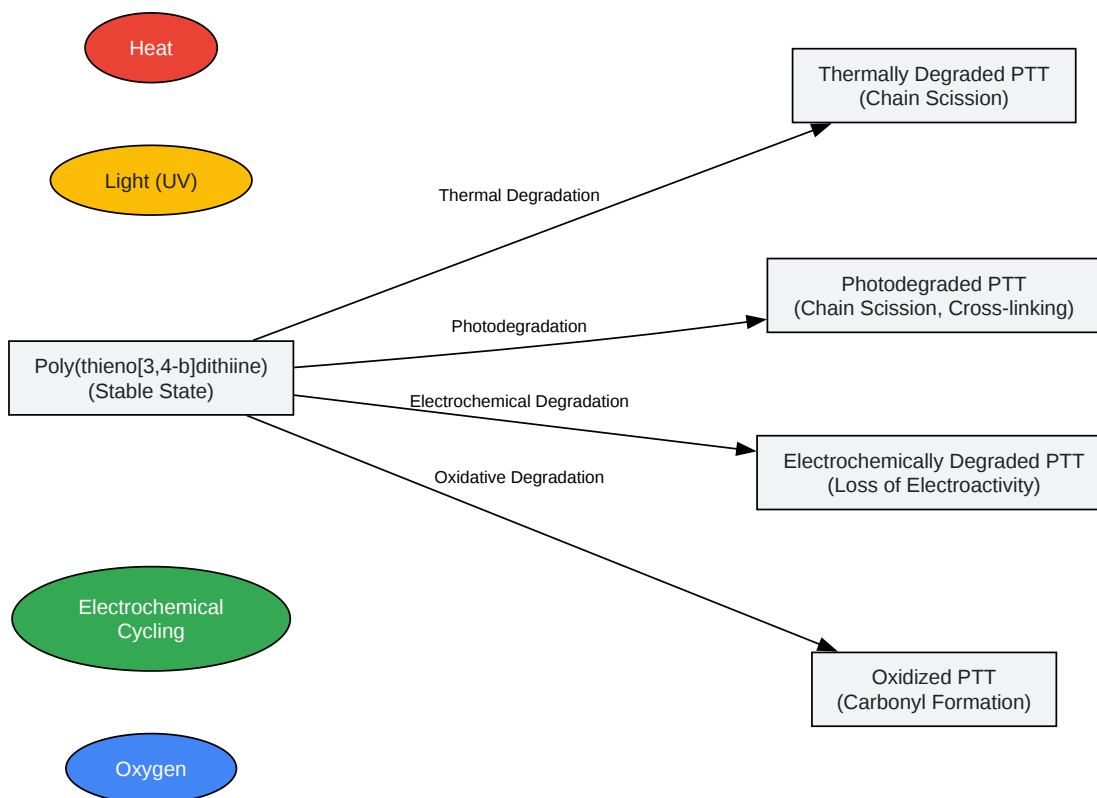 Heat
Light (UV)
Poly(thieno[3,4-b]dithiine)
(Stable State)
Electrochemical
Cycling
Oxygen
Thermal Degradation
Photodegradation
Electrochemical Degradation
Oxidative Degradation
Thermally Degraded PTT
(Chain Scission)
Photodegraded PTT
(Chain Scission, Cross-linking)
Electrochemically Degraded PTT
(Loss of Electroactivity)
Oxidized PTT
(Carbonyl Formation)